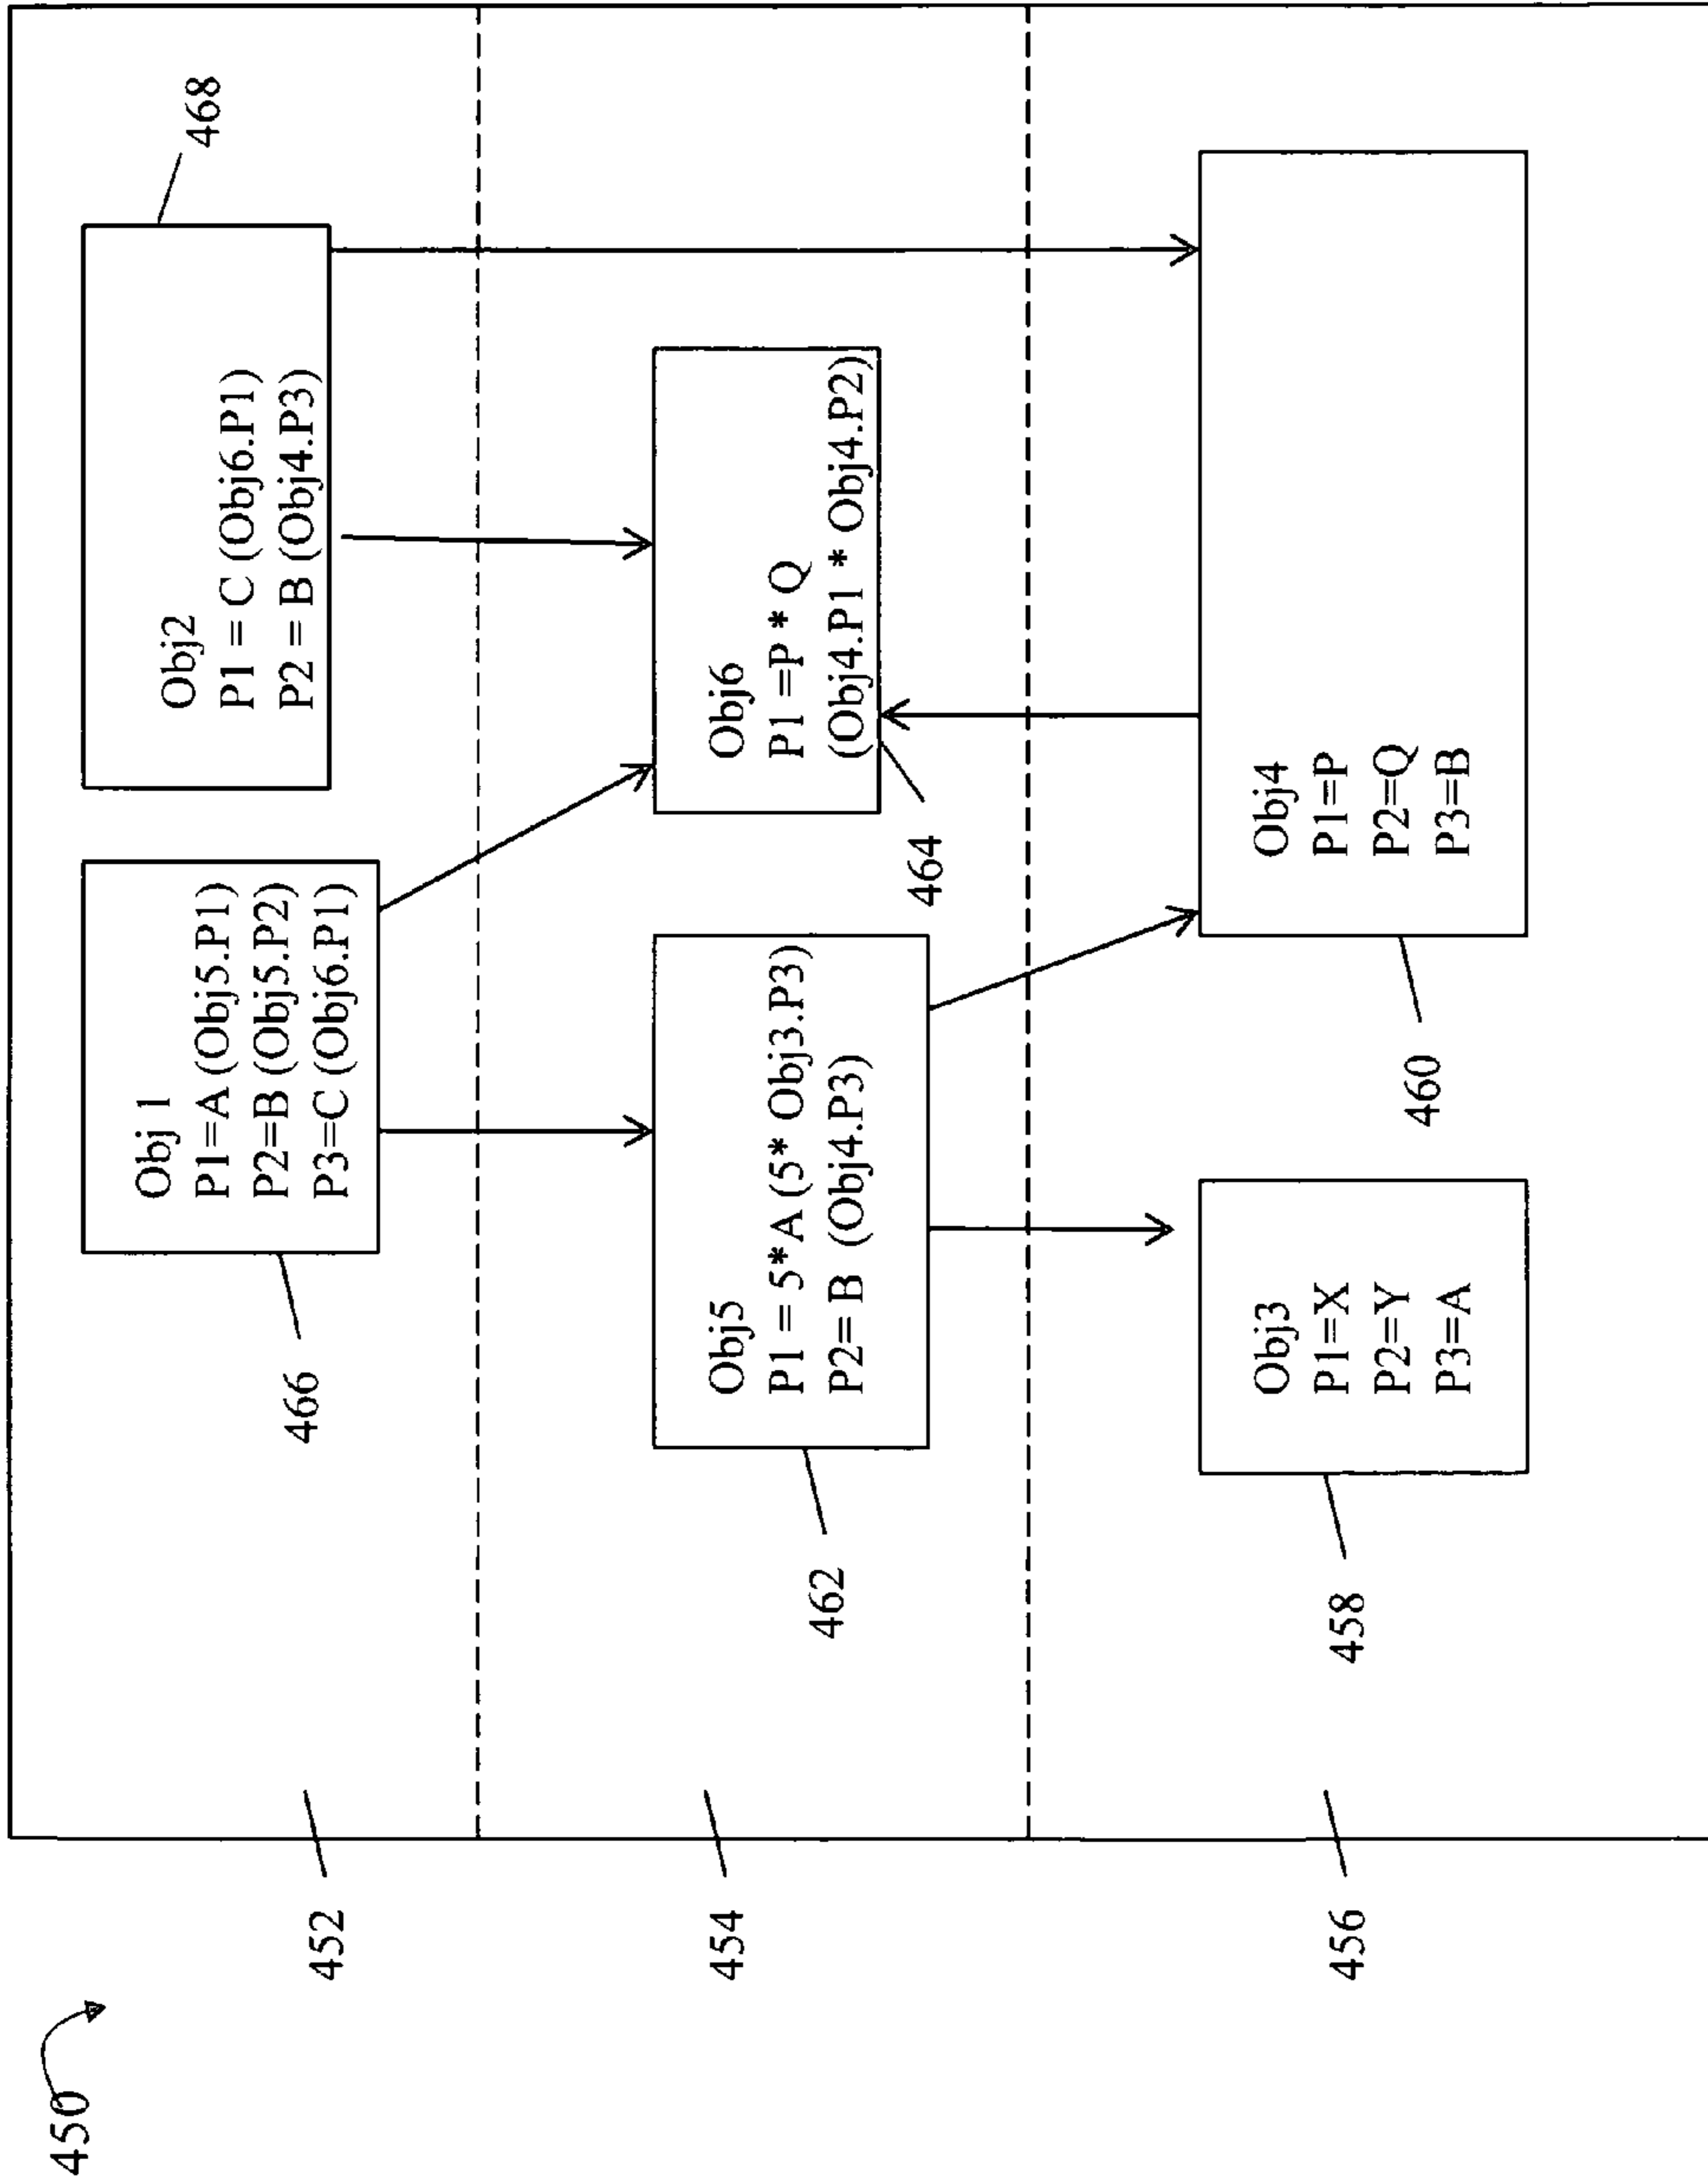 450
452
454
456
Obj 1
P1=A (Obj5.P1)
P2=B (Obj5.P2)
P3=C (Obj6.P1)
466
Obj2
P1 = C (Obj6.P1)
P2 = B (Obj4.P3)
468
Obj5
P1 = 5*A (5* Obj3.P3)
P2= B (Obj4.P3)
462
Obj6
P1 =P * Q
(Obj4.P1 * Obj4.P2)
464
Obj3
P1=X
P2=Y
P3=A
458
Obj4
P1=P
P2=Q
P3=B
460